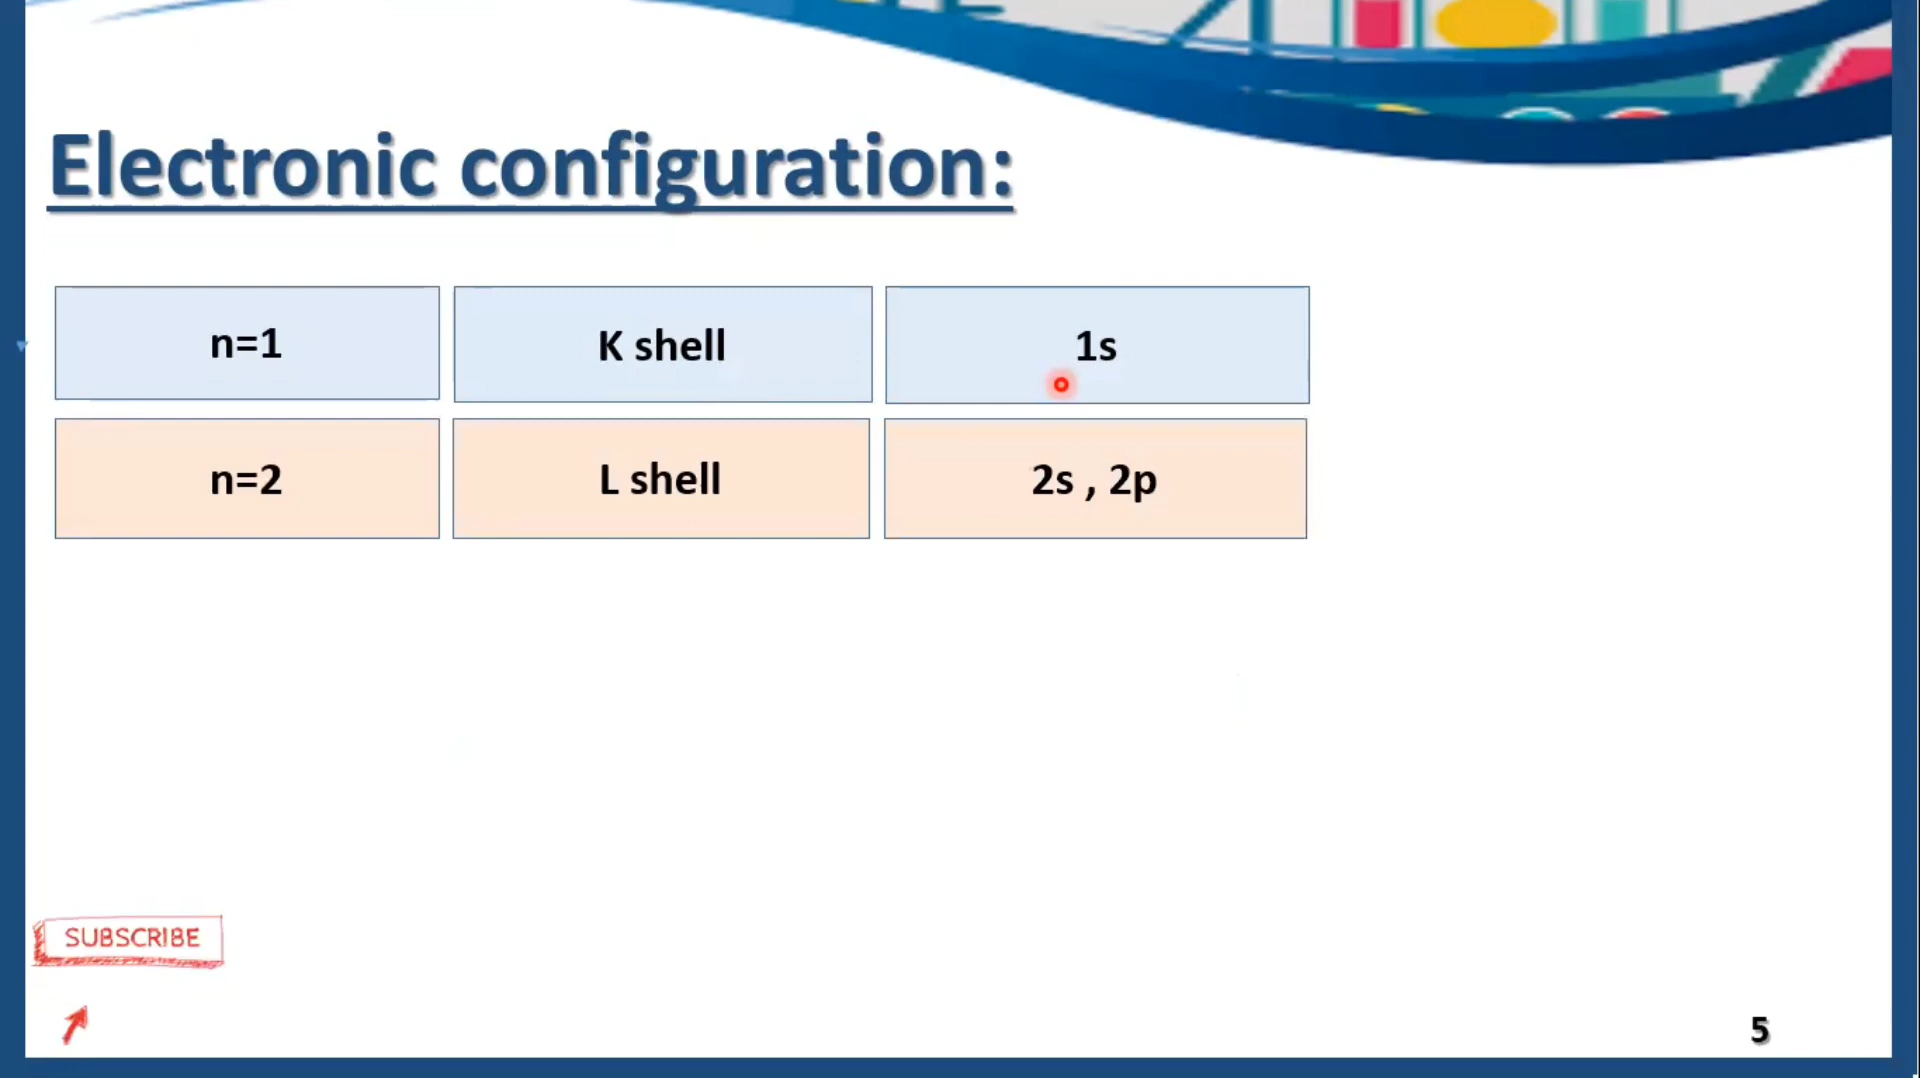 Electronic configuration:
n=1 K shell 1s
n=2 L shell 2s , 2p
SUBSCRIBE
5